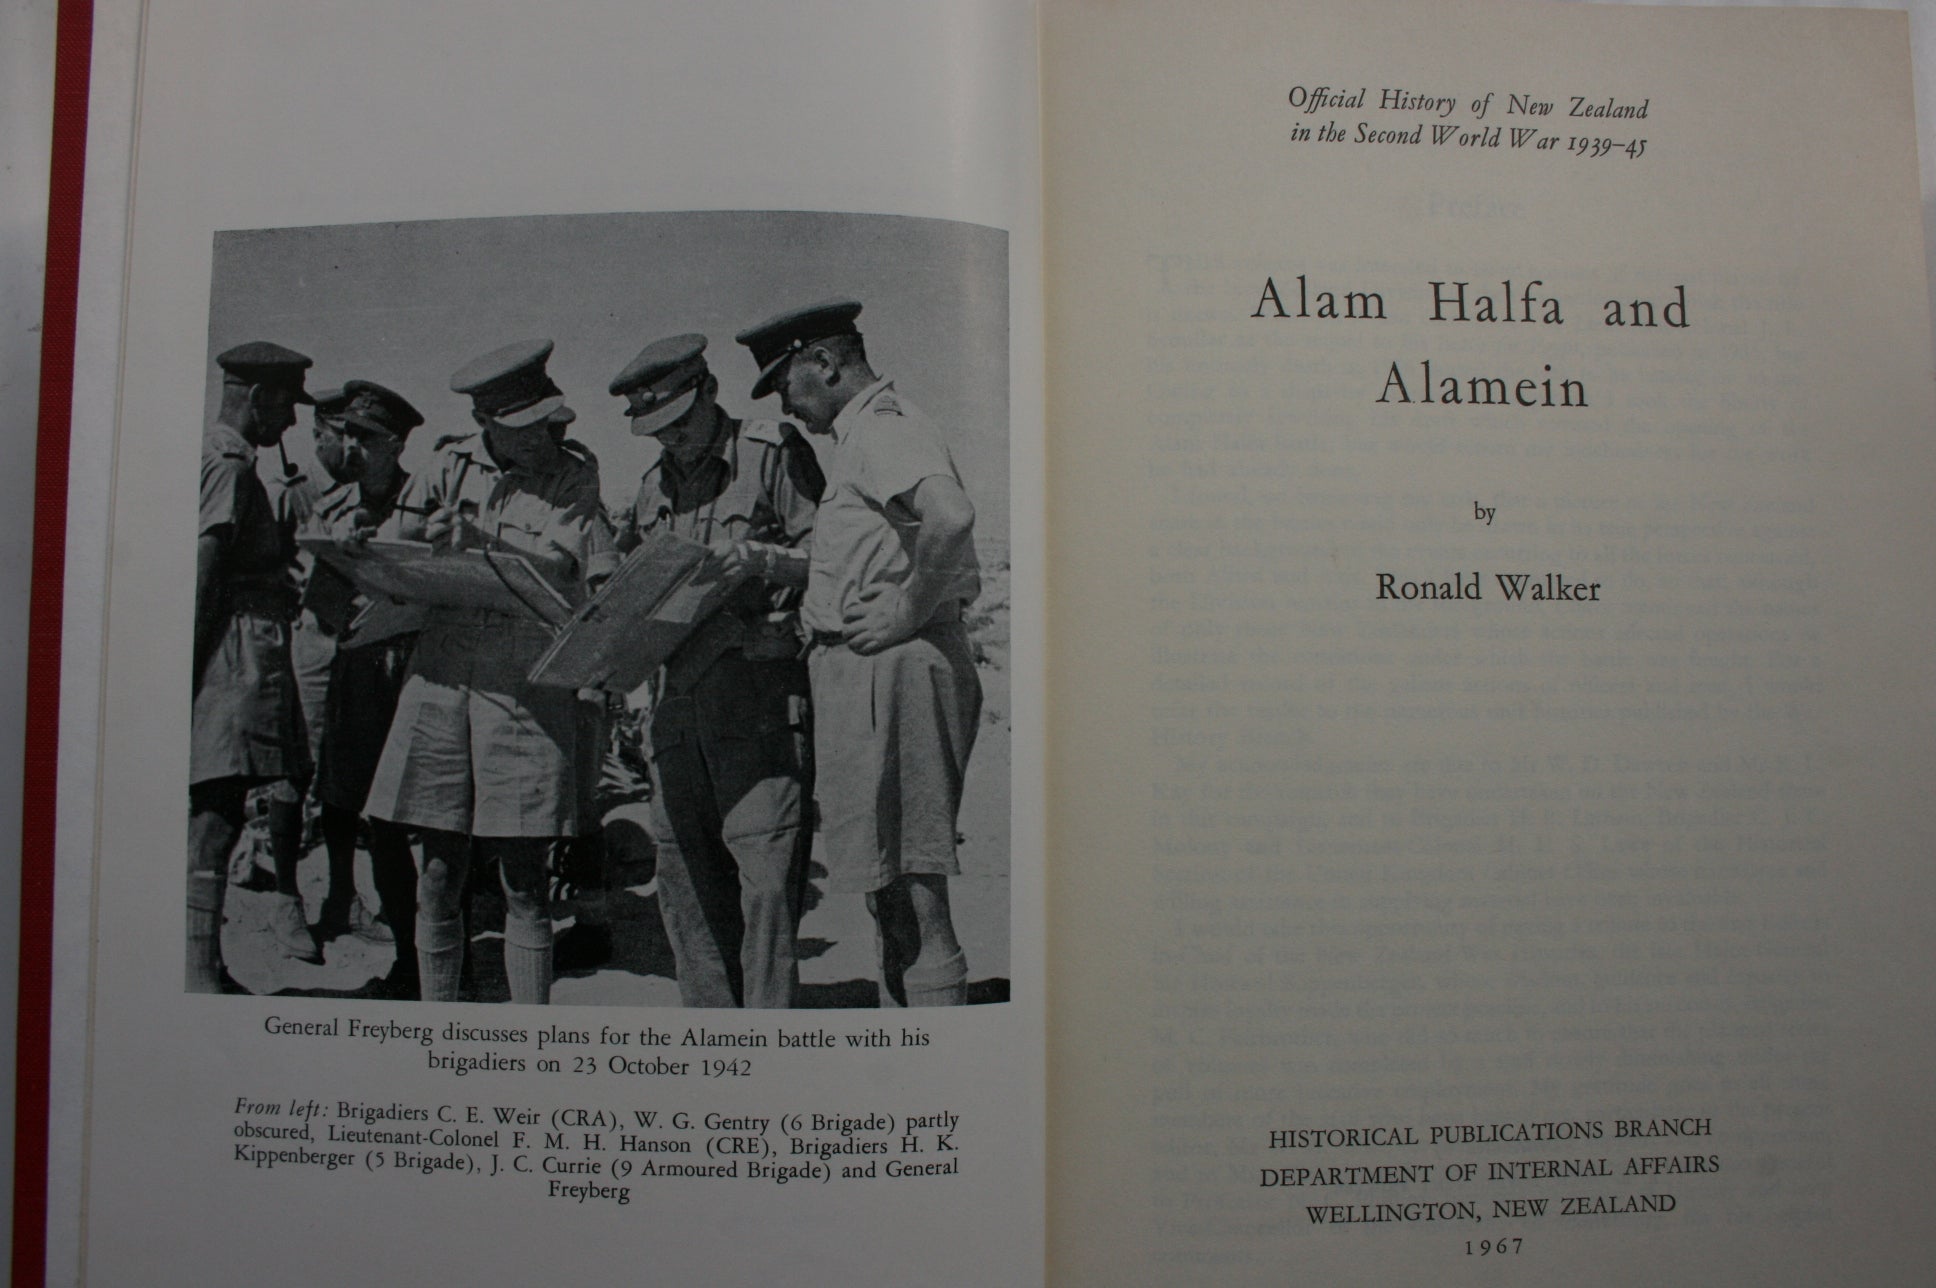 General Freyberg discusses plans for the Alamein battle with his
brigadiers on 23 October 1942
From left: Brigadiers C. E. Weir (CRA), W. G. Gentry (6 Brigade) partly
obscured, Lieutenant-Colonel F. M. H. Hanson (CRE), Brigadiers H. K.
Kippenberger (5 Brigade), J. C. Currie (9 Armoured Brigade) and General
Freyberg
Official History of New Zealand
in the Second World War 1939–45
Alam Halfa and
Alamein
by
Ronald Walker
HISTORICAL PUBLICATIONS BRANCH
DEPARTMENT OF INTERNAL AFFAIRS
WELLINGTON, NEW ZEALAND
1967